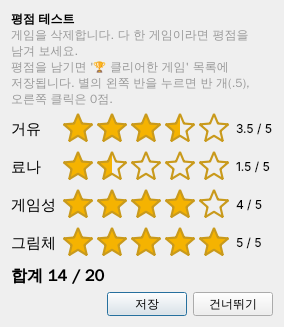 평점 테스트
게임을 삭제합니다. 다 한 게임이라면 평점을
남겨 보세요.
평점을 남기면 '🏆 클리어한 게임' 목록에
저장됩니다. 별의 왼쪽 반을 누르면 반 개(.5),
오른쪽 클릭은 0점.
거유 3.5 / 5
료나 1.5 / 5
게임성 4 / 5
그림체 5 / 5
합계 14 / 20
저장 건너뛰기